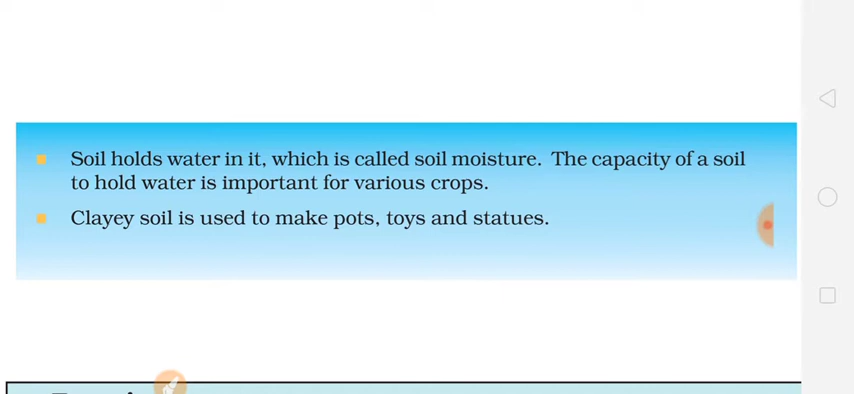 Soil holds water in it, which is called soil moisture. The capacity of a soil
to hold water is important for various crops.
Clayey soil is used to make pots, toys and statues.